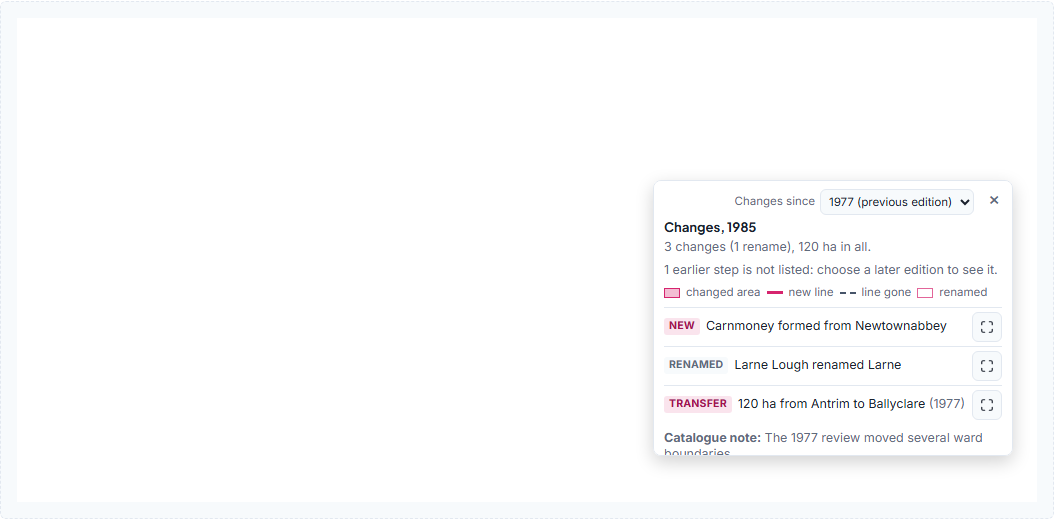 Changes since 1977 (previous edition) ✕
Changes, 1985
3 changes (1 rename), 120 ha in all.
1 earlier step is not listed: choose a later edition to see it.
changed area new line line gone renamed
NEW Carnmoney formed from Newtownabbey
RENAMED Larne Lough renamed Larne
TRANSFER 120 ha from Antrim to Ballyclare (1977)
Catalogue note: The 1977 review moved several ward
boundaries